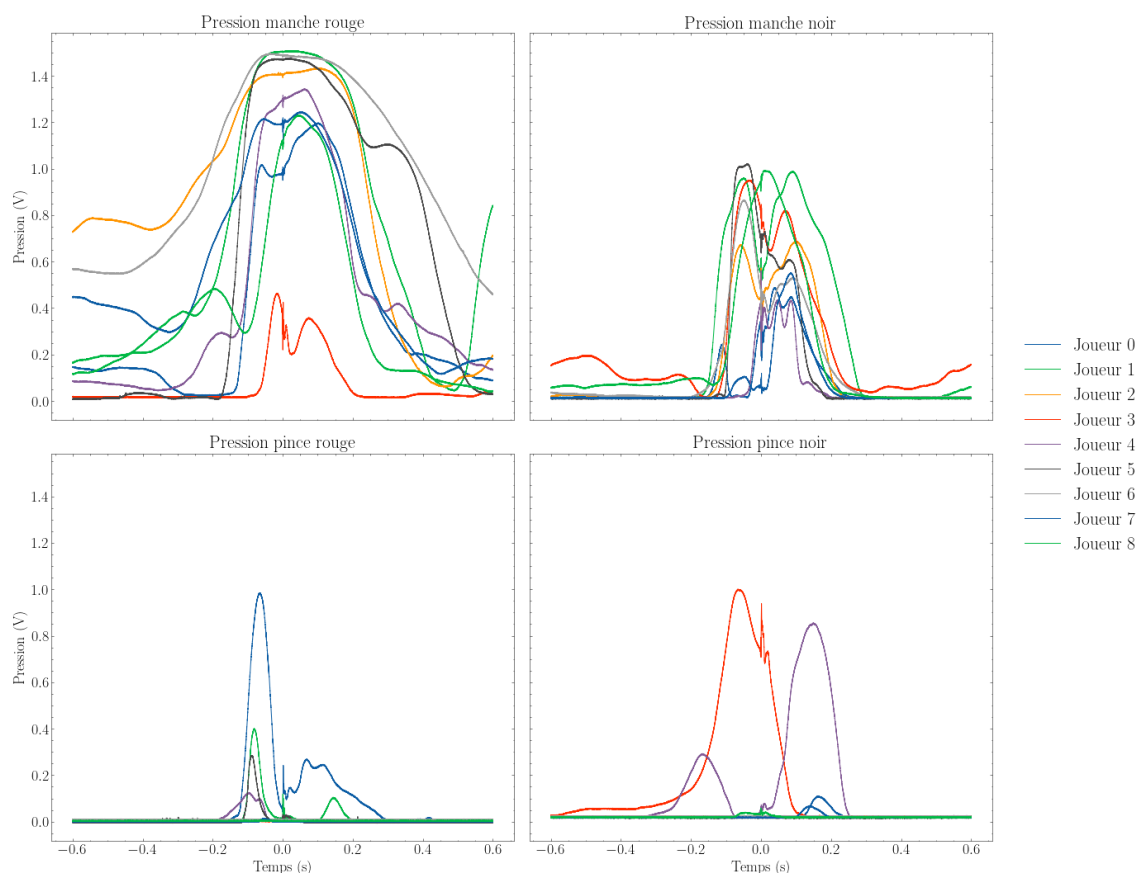 Pression manche rouge
Pression manche noir
Pression (V)
1.4
1.2
1.0
0.8
0.6
0.4
0.2
0.0
Pression pince rouge
Pression pince noir
Pression (V)
1.4
1.2
1.0
0.8
0.6
0.4
0.2
0.0
−0.6 −0.4 −0.2 0.0 0.2 0.4 0.6
Temps (s)
−0.6 −0.4 −0.2 0.0 0.2 0.4 0.6
Temps (s)
Joueur 0
Joueur 1
Joueur 2
Joueur 3
Joueur 4
Joueur 5
Joueur 6
Joueur 7
Joueur 8